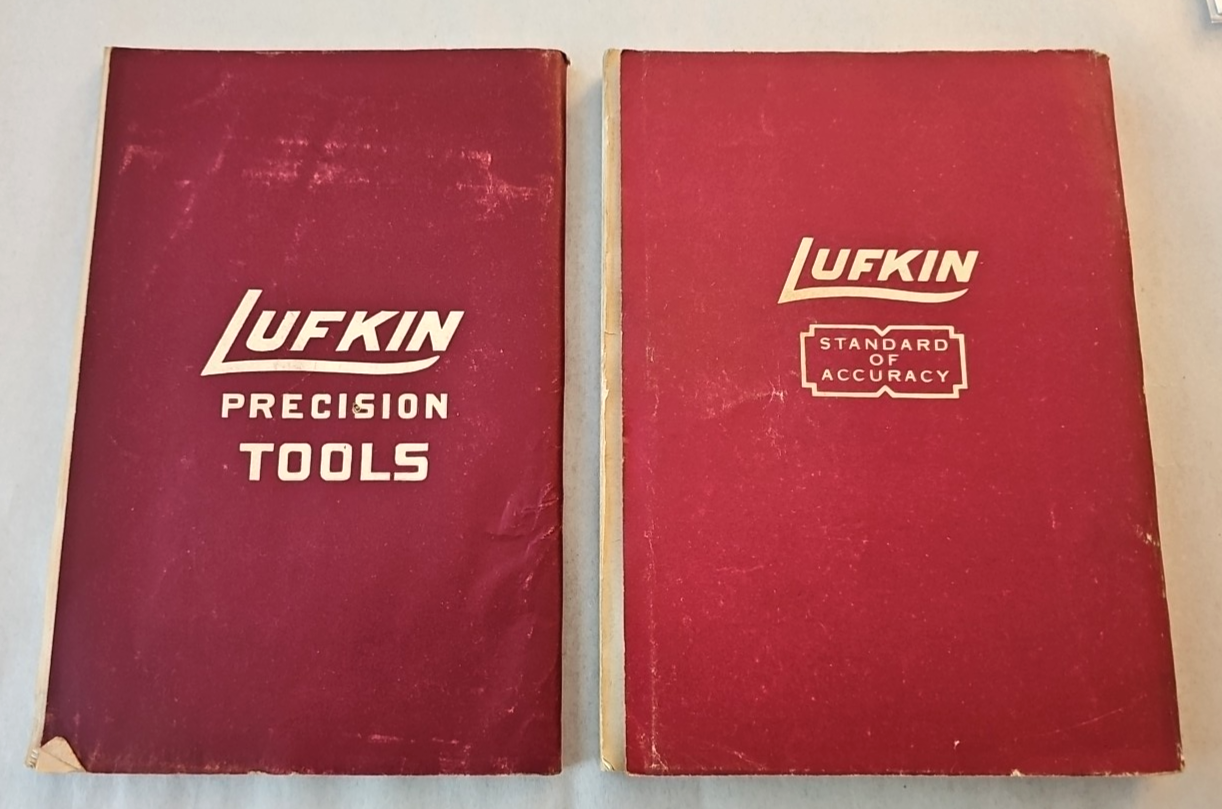 LUFKIN
PRECISION
TOOLS
LUFKIN
STANDARD
OF
ACCURACY